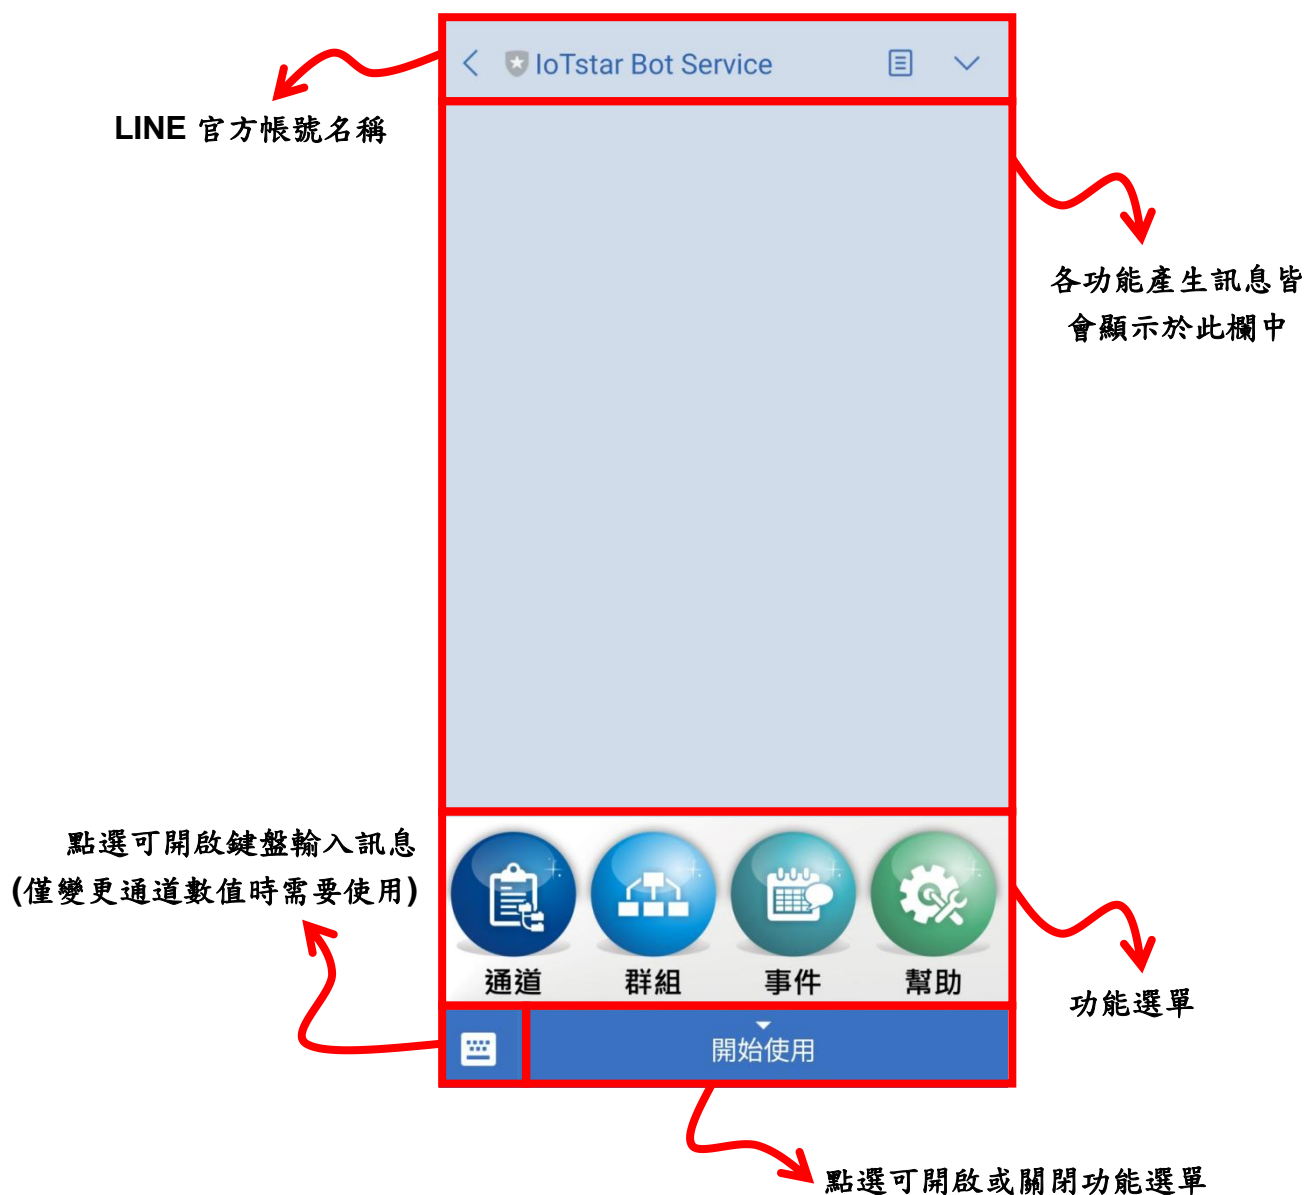 IoTstar Bot Service
LINE 官方帳號名稱
各功能產生訊息皆
會顯示於此欄中
點選可開啟鍵盤輸入訊息
(僅變更通道數值時需要使用)
通道
群組
事件
幫助
功能選單
開始使用
點選可開啟或關閉功能選單